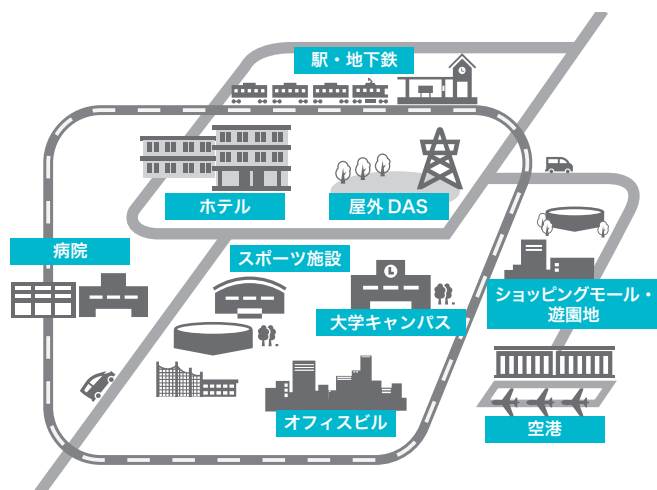 駅・地下鉄
ホテル
屋外 DAS
病院
スポーツ施設
大学キャンパス
ショッピングモール・
遊園地
オフィスビル
空港